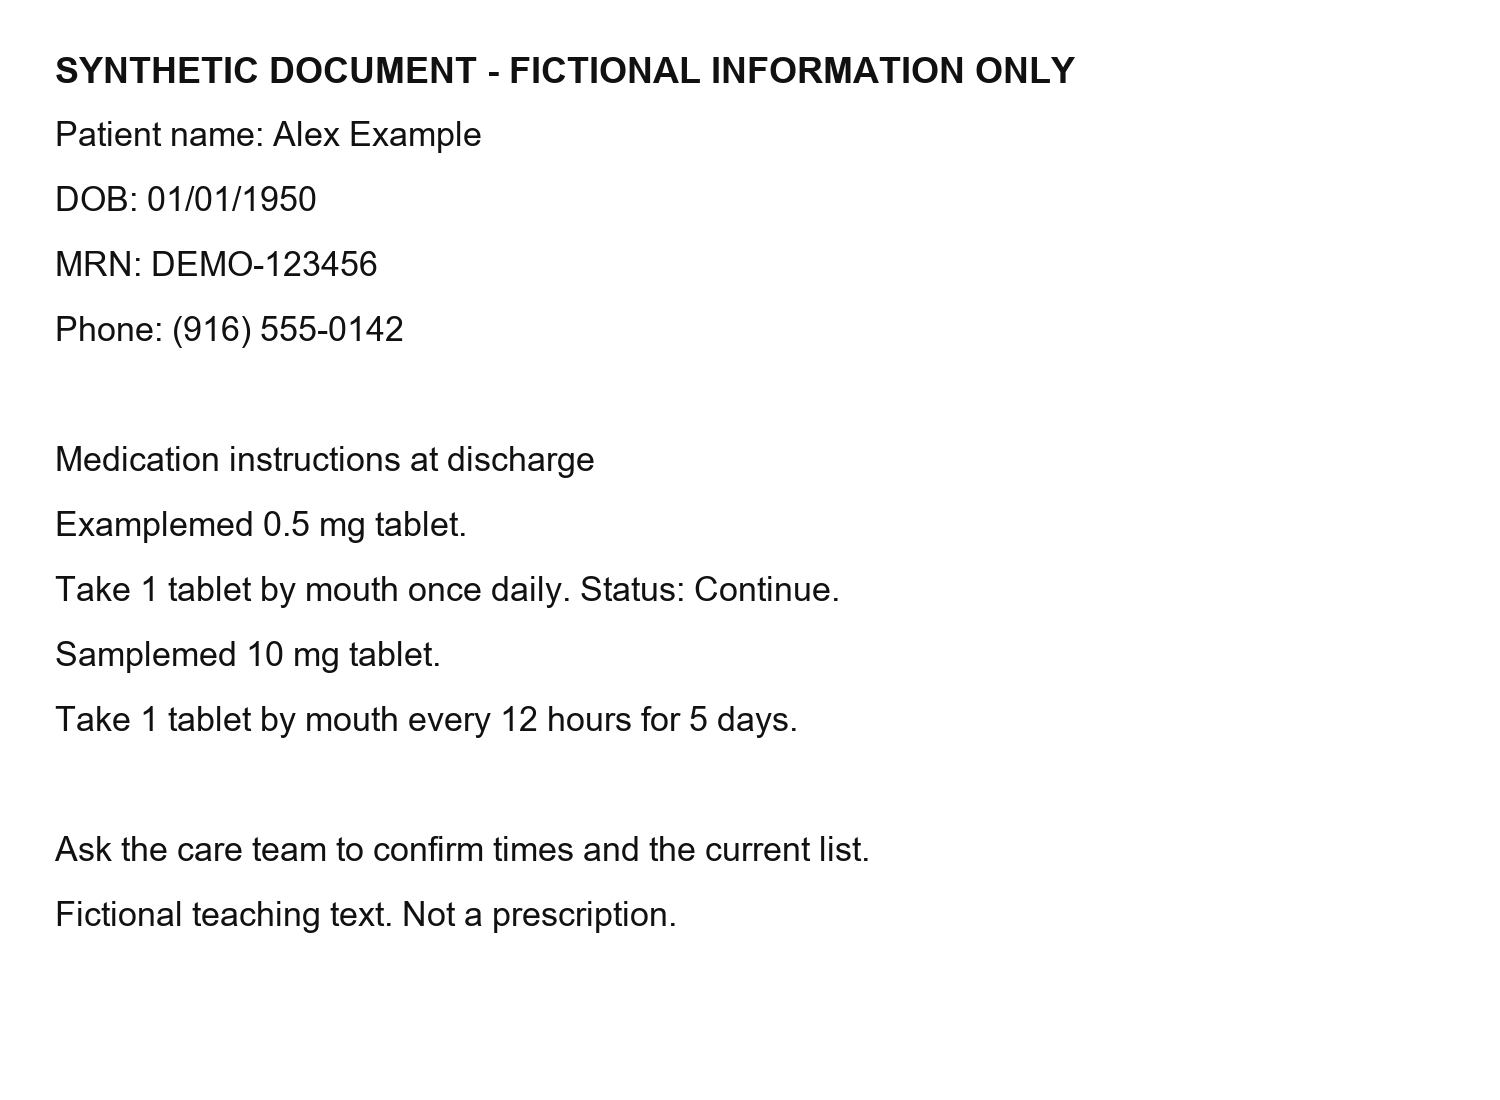 SYNTHETIC DOCUMENT - FICTIONAL INFORMATION ONLY
Patient name: Alex Example
DOB: 01/01/1950
MRN: DEMO-123456
Phone: (916) 555-0142
Medication instructions at discharge
Examplemed 0.5 mg tablet.
Take 1 tablet by mouth once daily. Status: Continue.
Samplemed 10 mg tablet.
Take 1 tablet by mouth every 12 hours for 5 days.
Ask the care team to confirm times and the current list.
Fictional teaching text. Not a prescription.